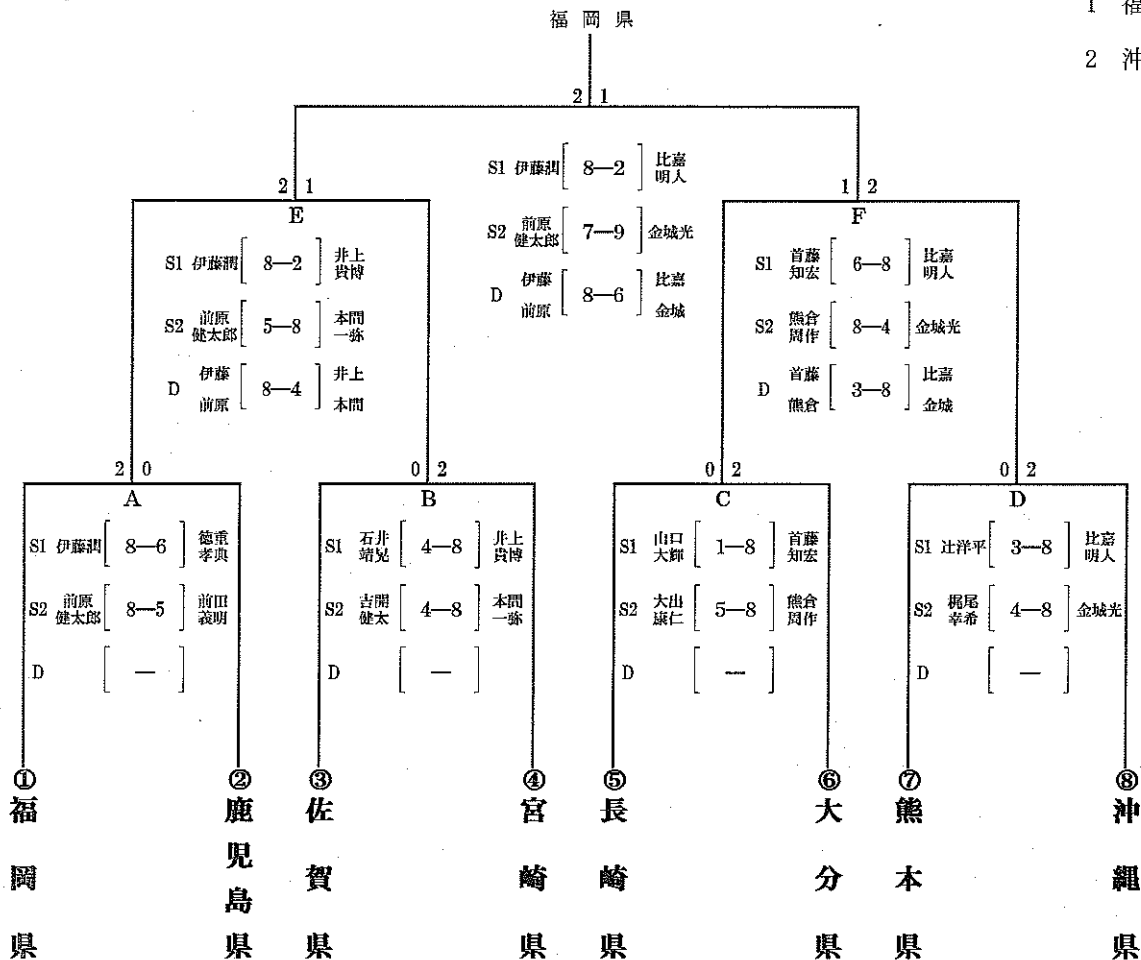 1 福
2 沖
福岡県
2 1
S1 伊藤潤 [ 8—2 ] 比嘉明人
S2 前原健太郎 [ 7—9 ] 金城光
D 伊藤 前原 [ 8—6 ] 比嘉 金城
2 1
E
S1 伊藤潤 [ 8—2 ] 井上貴博
S2 前原健太郎 [ 5—8 ] 本間一弥
D 伊藤 前原 [ 8—4 ] 井上 本間
1 2
F
S1 首藤知宏 [ 6—8 ] 比嘉明人
S2 熊倉周作 [ 8—4 ] 金城光
D 首藤 熊倉 [ 3—8 ] 比嘉 金城
2 0
A
S1 伊藤潤 [ 8—6 ] 徳重孝典
S2 前原健太郎 [ 8—5 ] 前田義明
D [ — ]
0 2
B
S1 石井靖晃 [ 4—8 ] 井上貴博
S2 古開健太 [ 4—8 ] 本間一弥
D [ — ]
0 2
C
S1 山口大輝 [ 1—8 ] 首藤知宏
S2 大出康仁 [ 5—8 ] 熊倉周作
D [ — ]
0 2
D
S1 辻洋平 [ 3—8 ] 比嘉明人
S2 梶尾幸希 [ 4—8 ] 金城光
D [ — ]
①福岡県
②鹿児島県
③佐賀県
④宮崎県
⑤長崎県
⑥大分県
⑦熊本県
⑧沖縄県